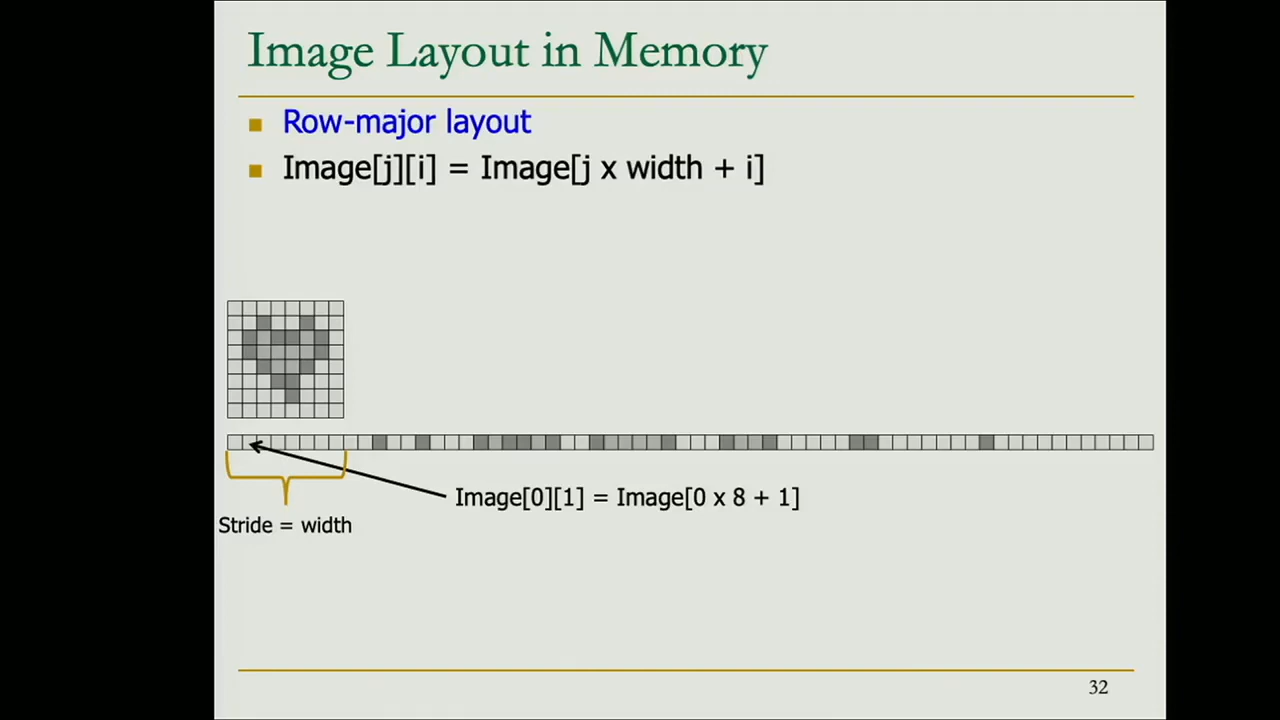 Image Layout in Memory
Row-major layout
Image[j][i] = Image[j x width + i]
Image[0][1] = Image[0 x 8 + 1]
Stride = width
32